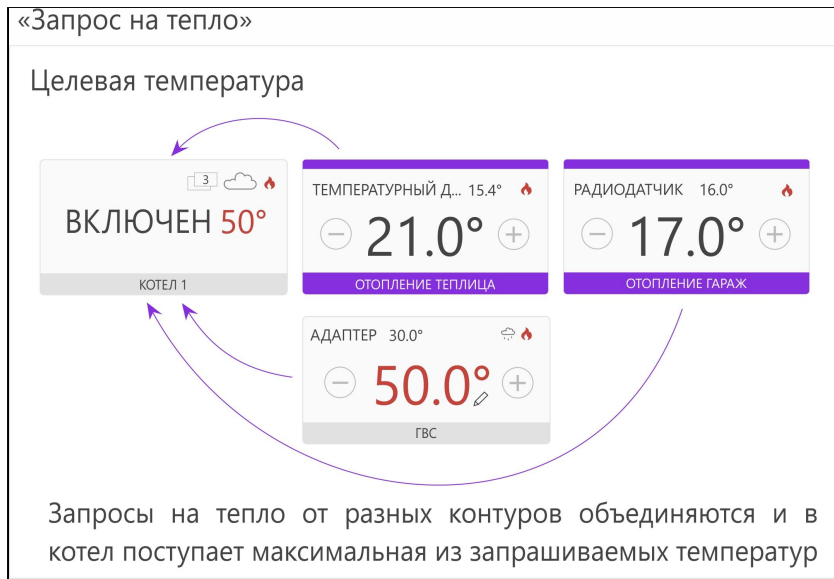 «Запрос на тепло»
Целевая температура
3
ВКЛЮЧЕН 50°
КОТЕЛ 1
ТЕМПЕРАТУРНЫЙ Д... 15.4°
21.0°
ОТОПЛЕНИЕ ТЕПЛИЦА
РАДИОДАТЧИК 16.0°
17.0°
ОТОПЛЕНИЕ ГАРАЖ
АДАПТЕР 30.0°
50.0°
ГВС
Запросы на тепло от разных контуров объединяются и в
котел поступает максимальная из запрашиваемых температур